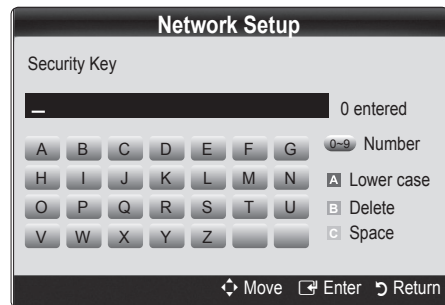 Network Setup
Security Key
_
0 entered
A B C D E F G
0~9 Number
H I J K L M N
A Lower case
O P Q R S T U
B Delete
V W X Y Z
C Space
Move Enter Return